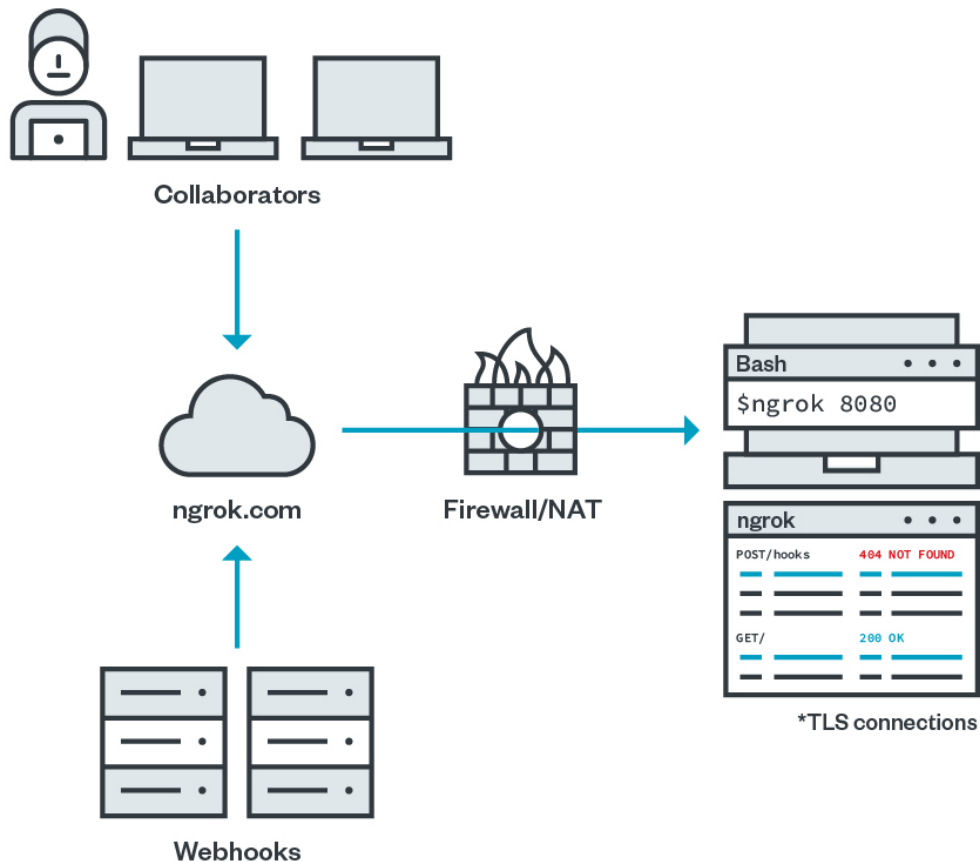 Collaborators
ngrok.com
Firewall/NAT
Bash
$ngrok 8080
ngrok
POST/hooks 404 NOT FOUND
GET/ 200 OK
*TLS connections
Webhooks